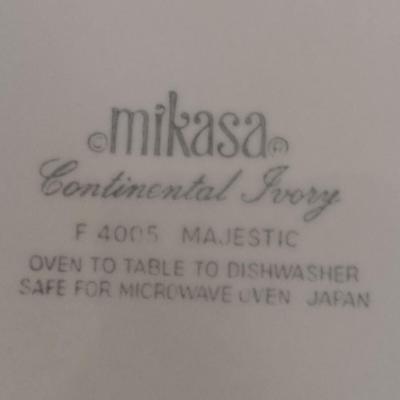 ©mikasa®
Continental Ivory
F 4005 MAJESTIC
OVEN TO TABLE TO DISHWASHER
SAFE FOR MICROWAVE OVEN JAPAN